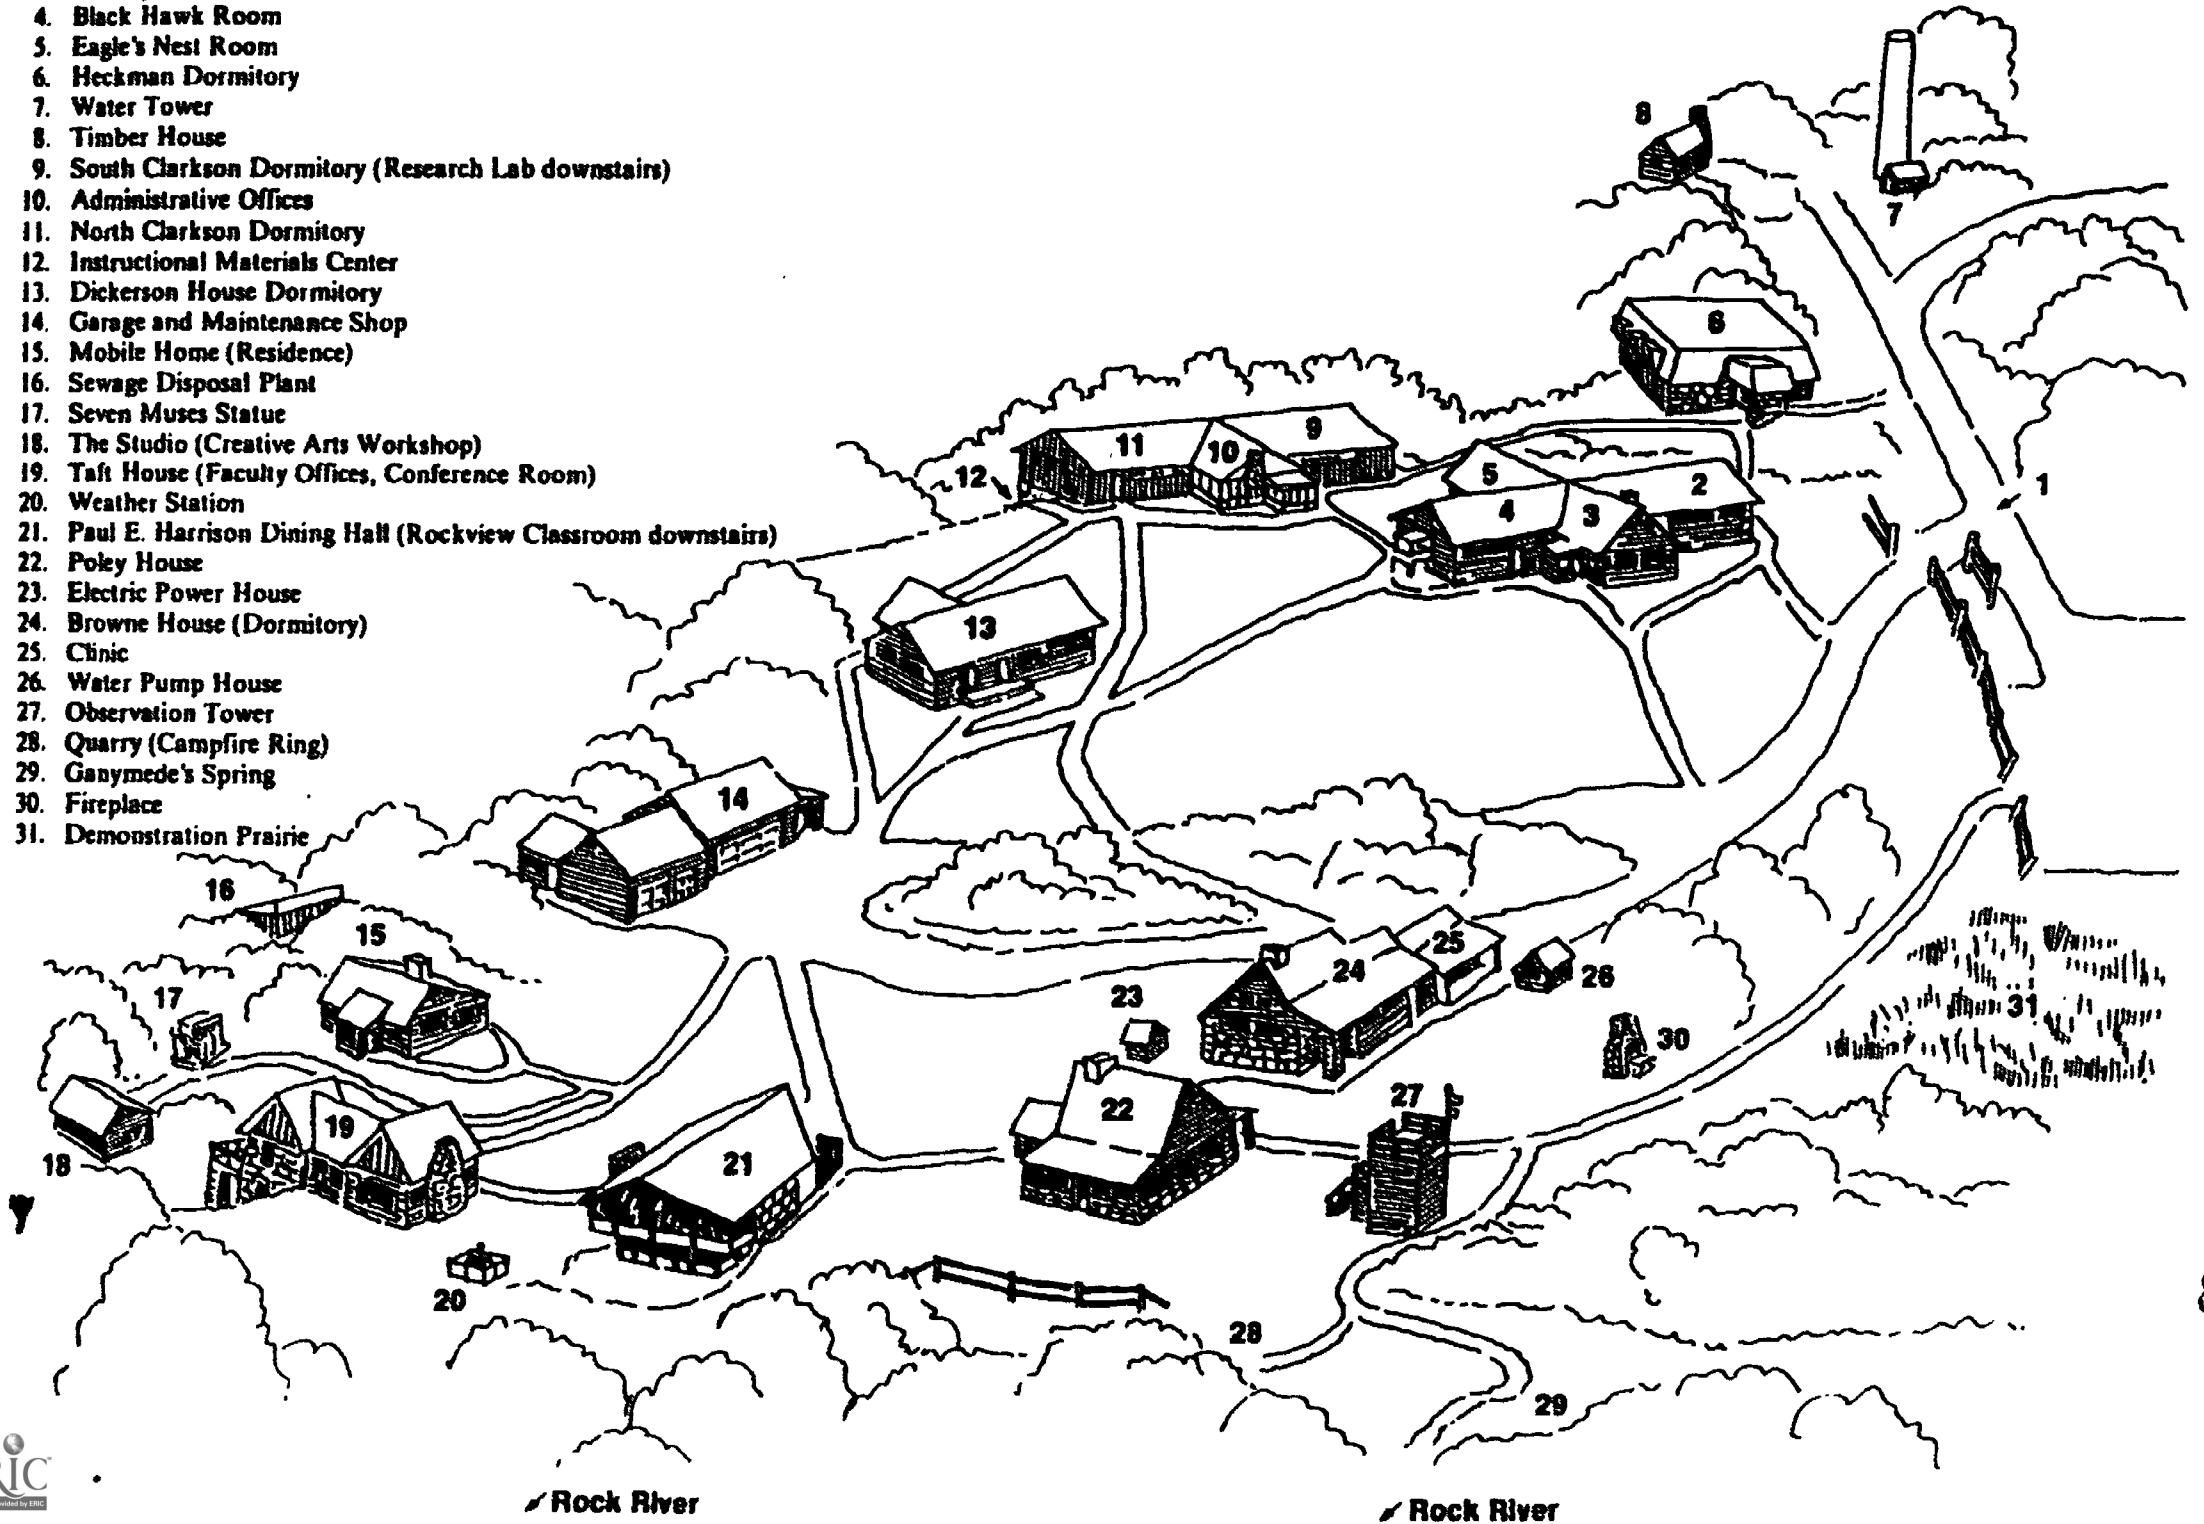 4. Black Hawk Room
5. Eagle's Nest Room
6. Heckman Dormitory
7. Water Tower
8. Timber House
9. South Clarkson Dormitory (Research Lab downstairs)
10. Administrative Offices
11. North Clarkson Dormitory
12. Instructional Materials Center
13. Dickerson House Dormitory
14. Garage and Maintenance Shop
15. Mobile Home (Residence)
16. Sewage Disposal Plant
17. Seven Muses Statue
18. The Studio (Creative Arts Workshop)
19. Taft House (Faculty Offices, Conference Room)
20. Weather Station
21. Paul E. Harrison Dining Hall (Rockview Classroom downstairs)
22. Poley House
23. Electric Power House
24. Browne House (Dormitory)
25. Clinic
26. Water Pump House
27. Observation Tower
28. Quarry (Campfire Ring)
29. Ganymede's Spring
30. Fireplace
31. Demonstration Prairie
8
7
6
9
11
10
12
5
2
4
3
1
13
14
16
15
17
25
24
26
23
31
30
27
22
19
21
18
20
28
29
Rock River
Rock River